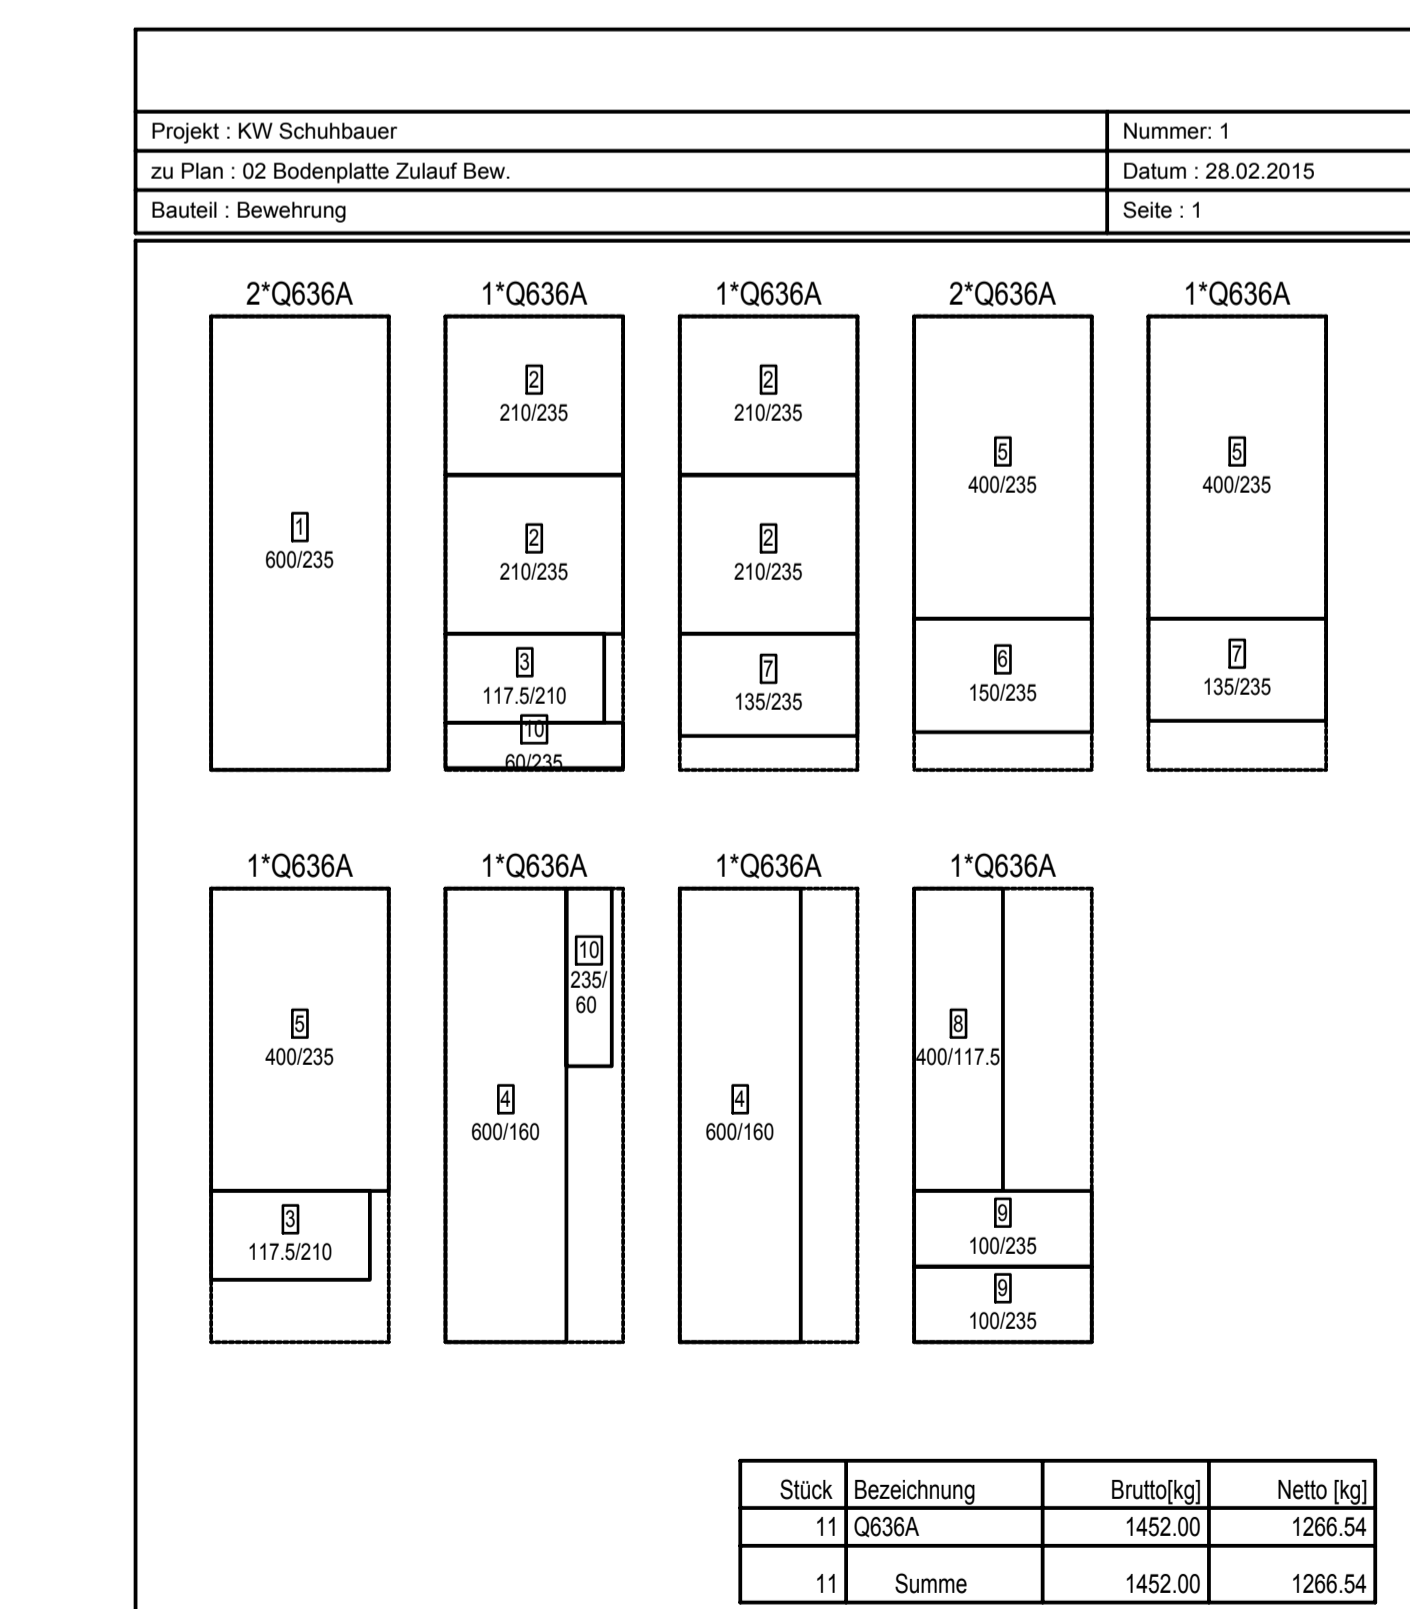 Projekt : KW Schuhbauer
Nummer: 1
zu Plan : 02 Bodenplatte Zulauf Bew.
Datum : 28.02.2015
Bauteil : Bewehrung
Seite : 1
2*Q636A
1*Q636A
1*Q636A
2*Q636A
1*Q636A
1
600/235
2
210/235
2
210/235
3
117.5/210
10
60/235
2
210/235
2
210/235
7
135/235
5
400/235
6
150/235
5
400/235
7
135/235
1*Q636A
1*Q636A
1*Q636A
1*Q636A
5
400/235
3
117.5/210
4
600/160
10
235/
60
4
600/160
8
400/117.5
9
100/235
9
100/235
Stück Bezeichnung Brutto[kg] Netto [kg]
11 Q636A 1452.00 1266.54
11 Summe 1452.00 1266.54